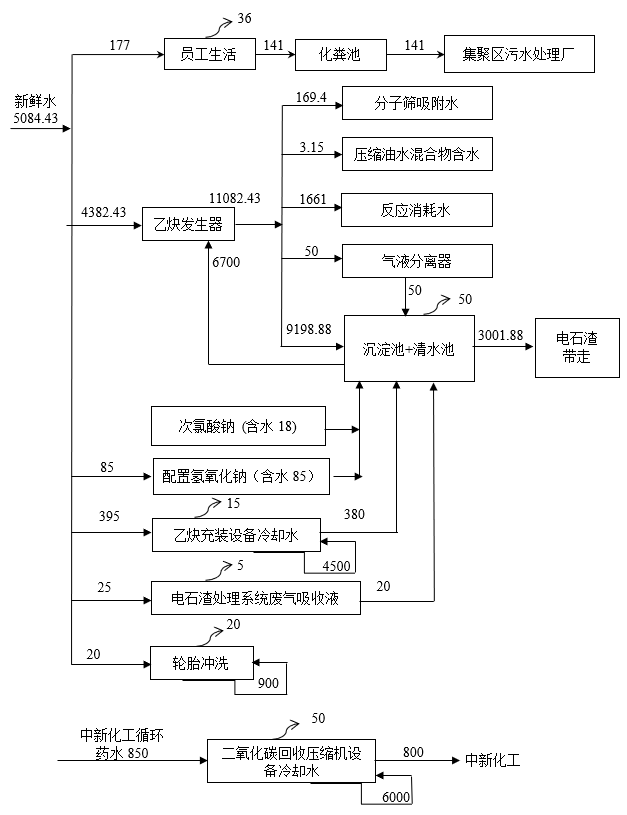 36
177
员工生活
141
化粪池
141
集聚区污水处理厂
新鲜水
5084.43
169.4
分子筛吸附水
3.15
压缩油水混合物含水
4382.43
乙炔发生器
11082.43
1661
反应消耗水
6700
50
气液分离器
50
50
9198.88
沉淀池+清水池
3001.88
电石渣
带走
次氯酸钠 (含水 18)
85
配置氢氧化钠（含水 85）
15
395
乙炔充装设备冷却水
380
4500
5
25
电石渣处理系统废气吸收液
20
20
20
轮胎冲洗
900
50
中新化工循环
药水 850
二氧化碳回收压缩机设
备冷却水
800
中新化工
6000